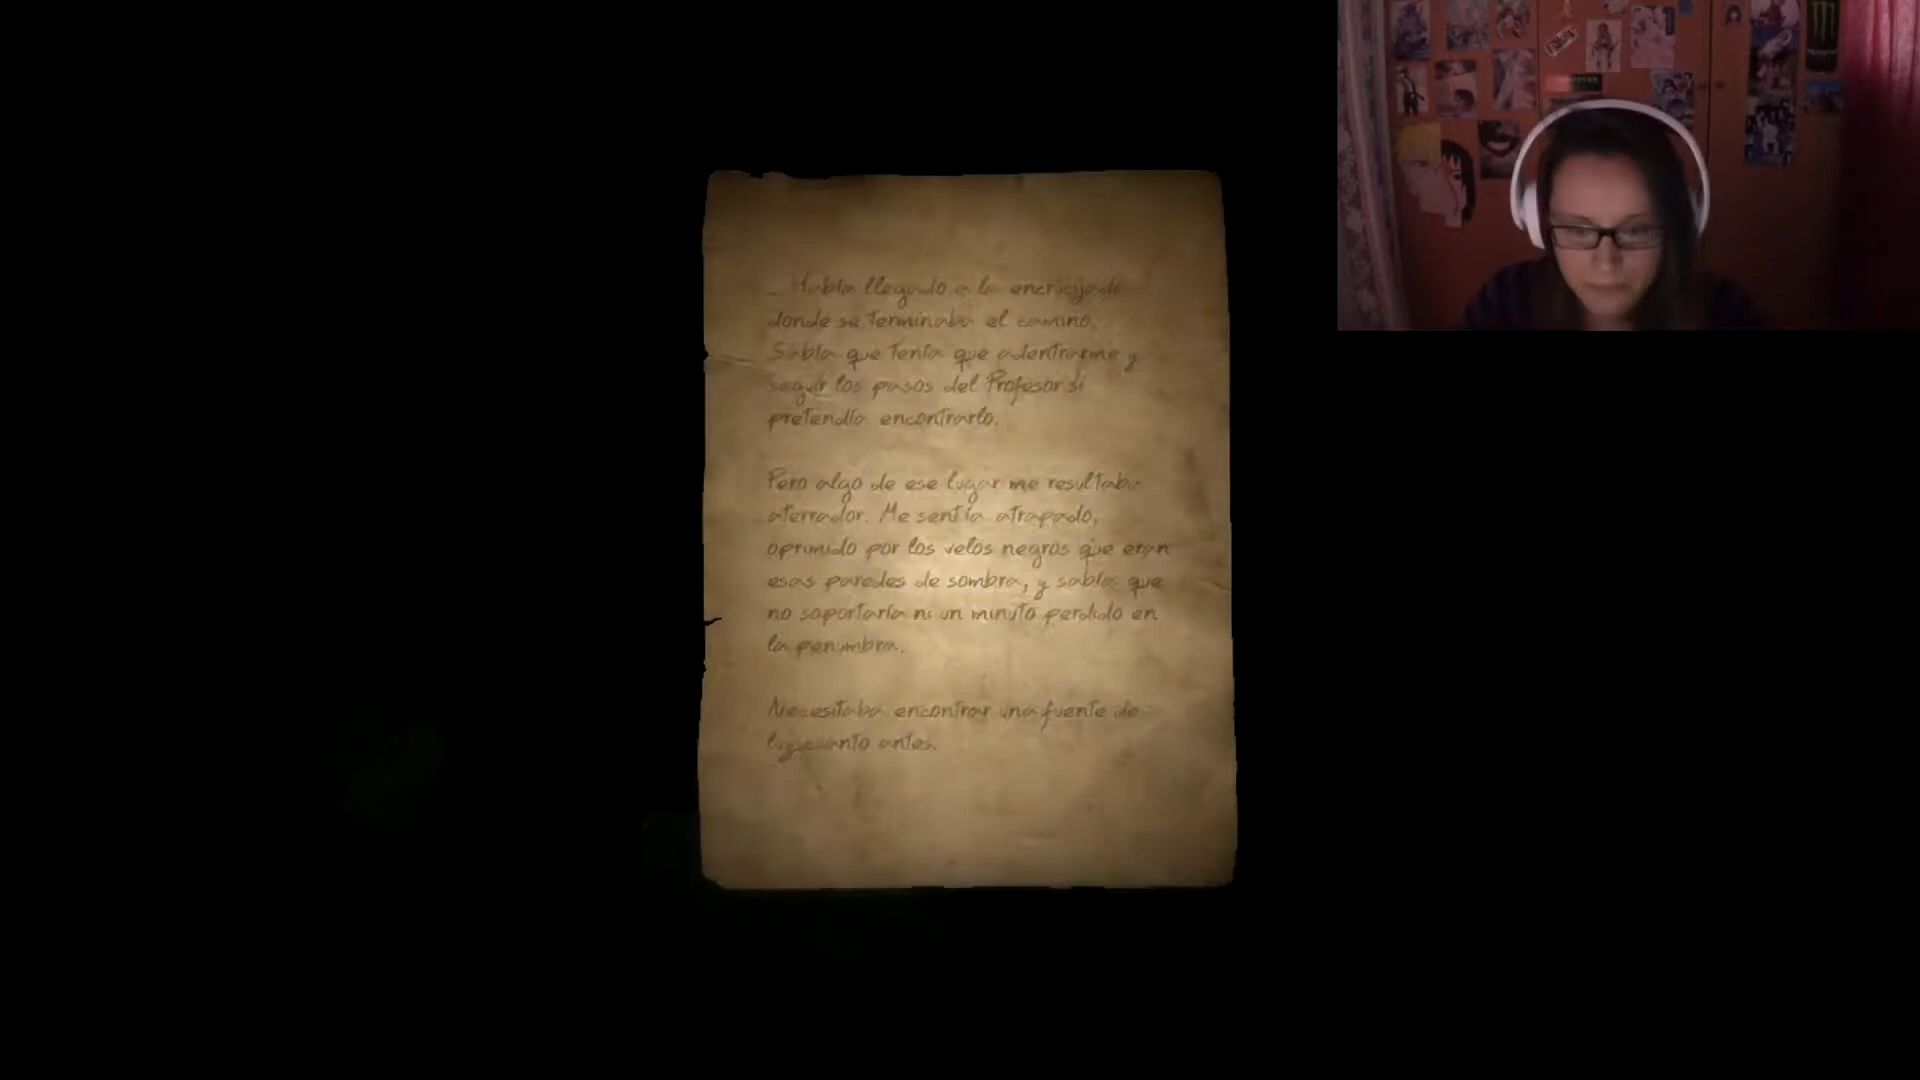 _ Había llegado a la encrucijada
donde se terminaba el camino.
Sabía que tenía que adentrarme y
seguir los pasos del Profesor si
pretendía encontrarlo.
Pero algo de ese lugar me resultaba
aterrador. Me sentía atrapado,
oprimido por los velos negros que eran
esas paredes de sombra, y sabía que
no soportaría ni un minuto perdido en
la penumbra.
Necesitaba encontrar una fuente de
luz cuanto antes.